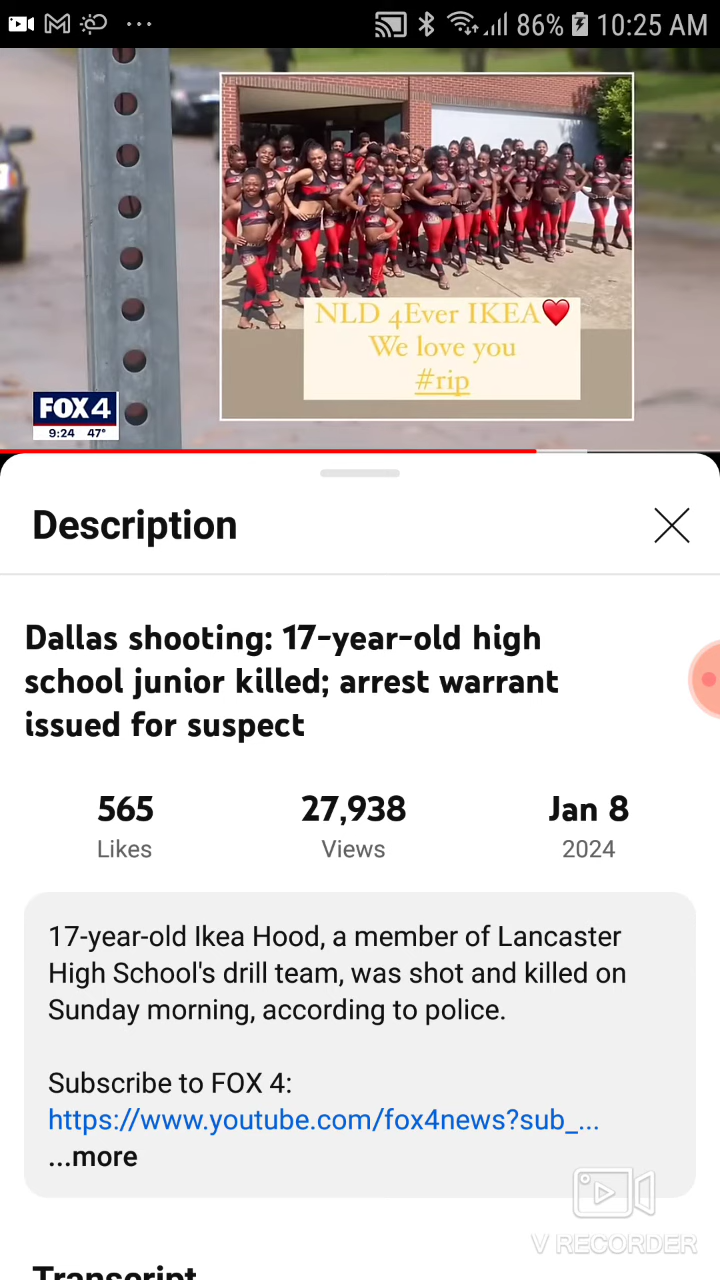 86% 10:25 AM
NLD 4Ever IKEA❤️
We love you
#rip
FOX 4
9:24 47°
Description
Dallas shooting: 17-year-old high
school junior killed; arrest warrant
issued for suspect
565 27,938 Jan 8
Likes Views 2024
17-year-old Ikea Hood, a member of Lancaster
High School's drill team, was shot and killed on
Sunday morning, according to police.
Subscribe to FOX 4:
https://www.youtube.com/fox4news?sub_...
...more
V RECORDER
Transcript